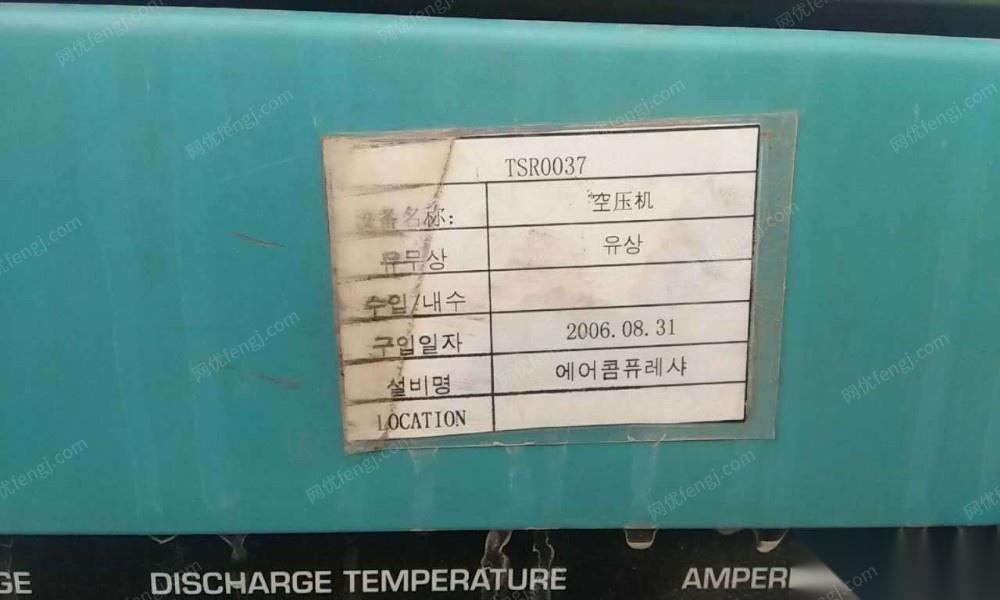 TSR0037
设备名称: 空压机
유무상 유상
수입/내수
구입일자 2006.08.31
설비명 에어콤퓨레샤
LOCATION
GE DISCHARGE TEMPERATURE AMPER
网优fengj.com